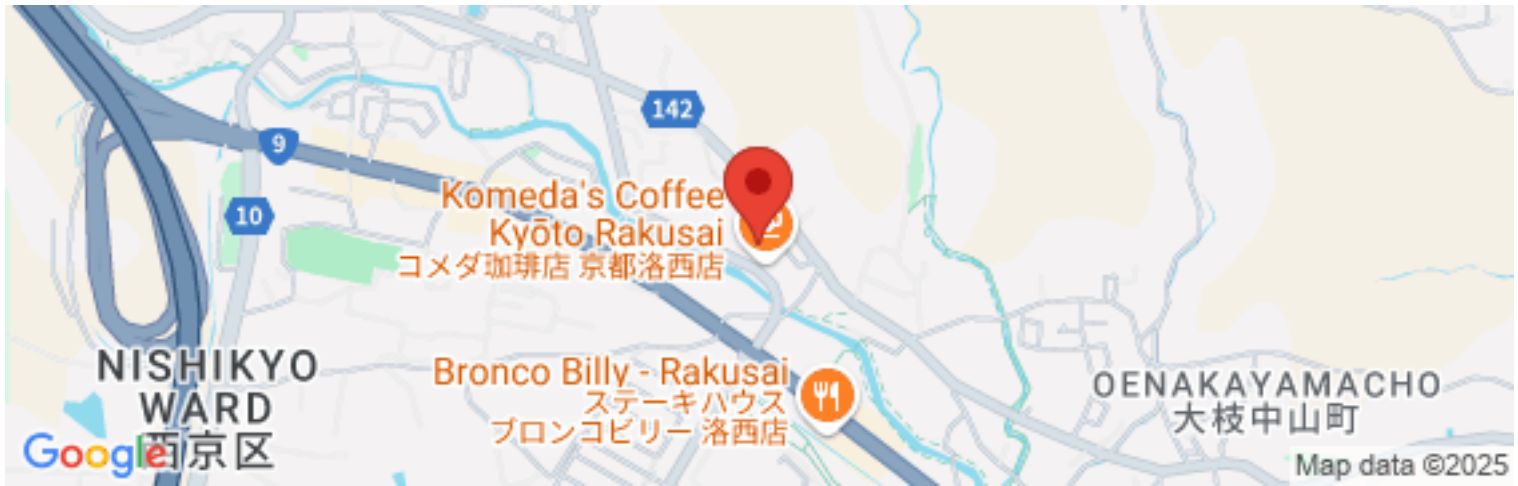 142
9
10
Komeda's Coffee
Kyōto Rakusai
コメダ珈琲店 京都洛西店
Bronco Billy - Rakusai
ステーキハウス
ブロンコビリー 洛西店
NISHIKYO
WARD
西京区
OENAKAYAMACHO
大枝中山町
Google
Map data ©2025